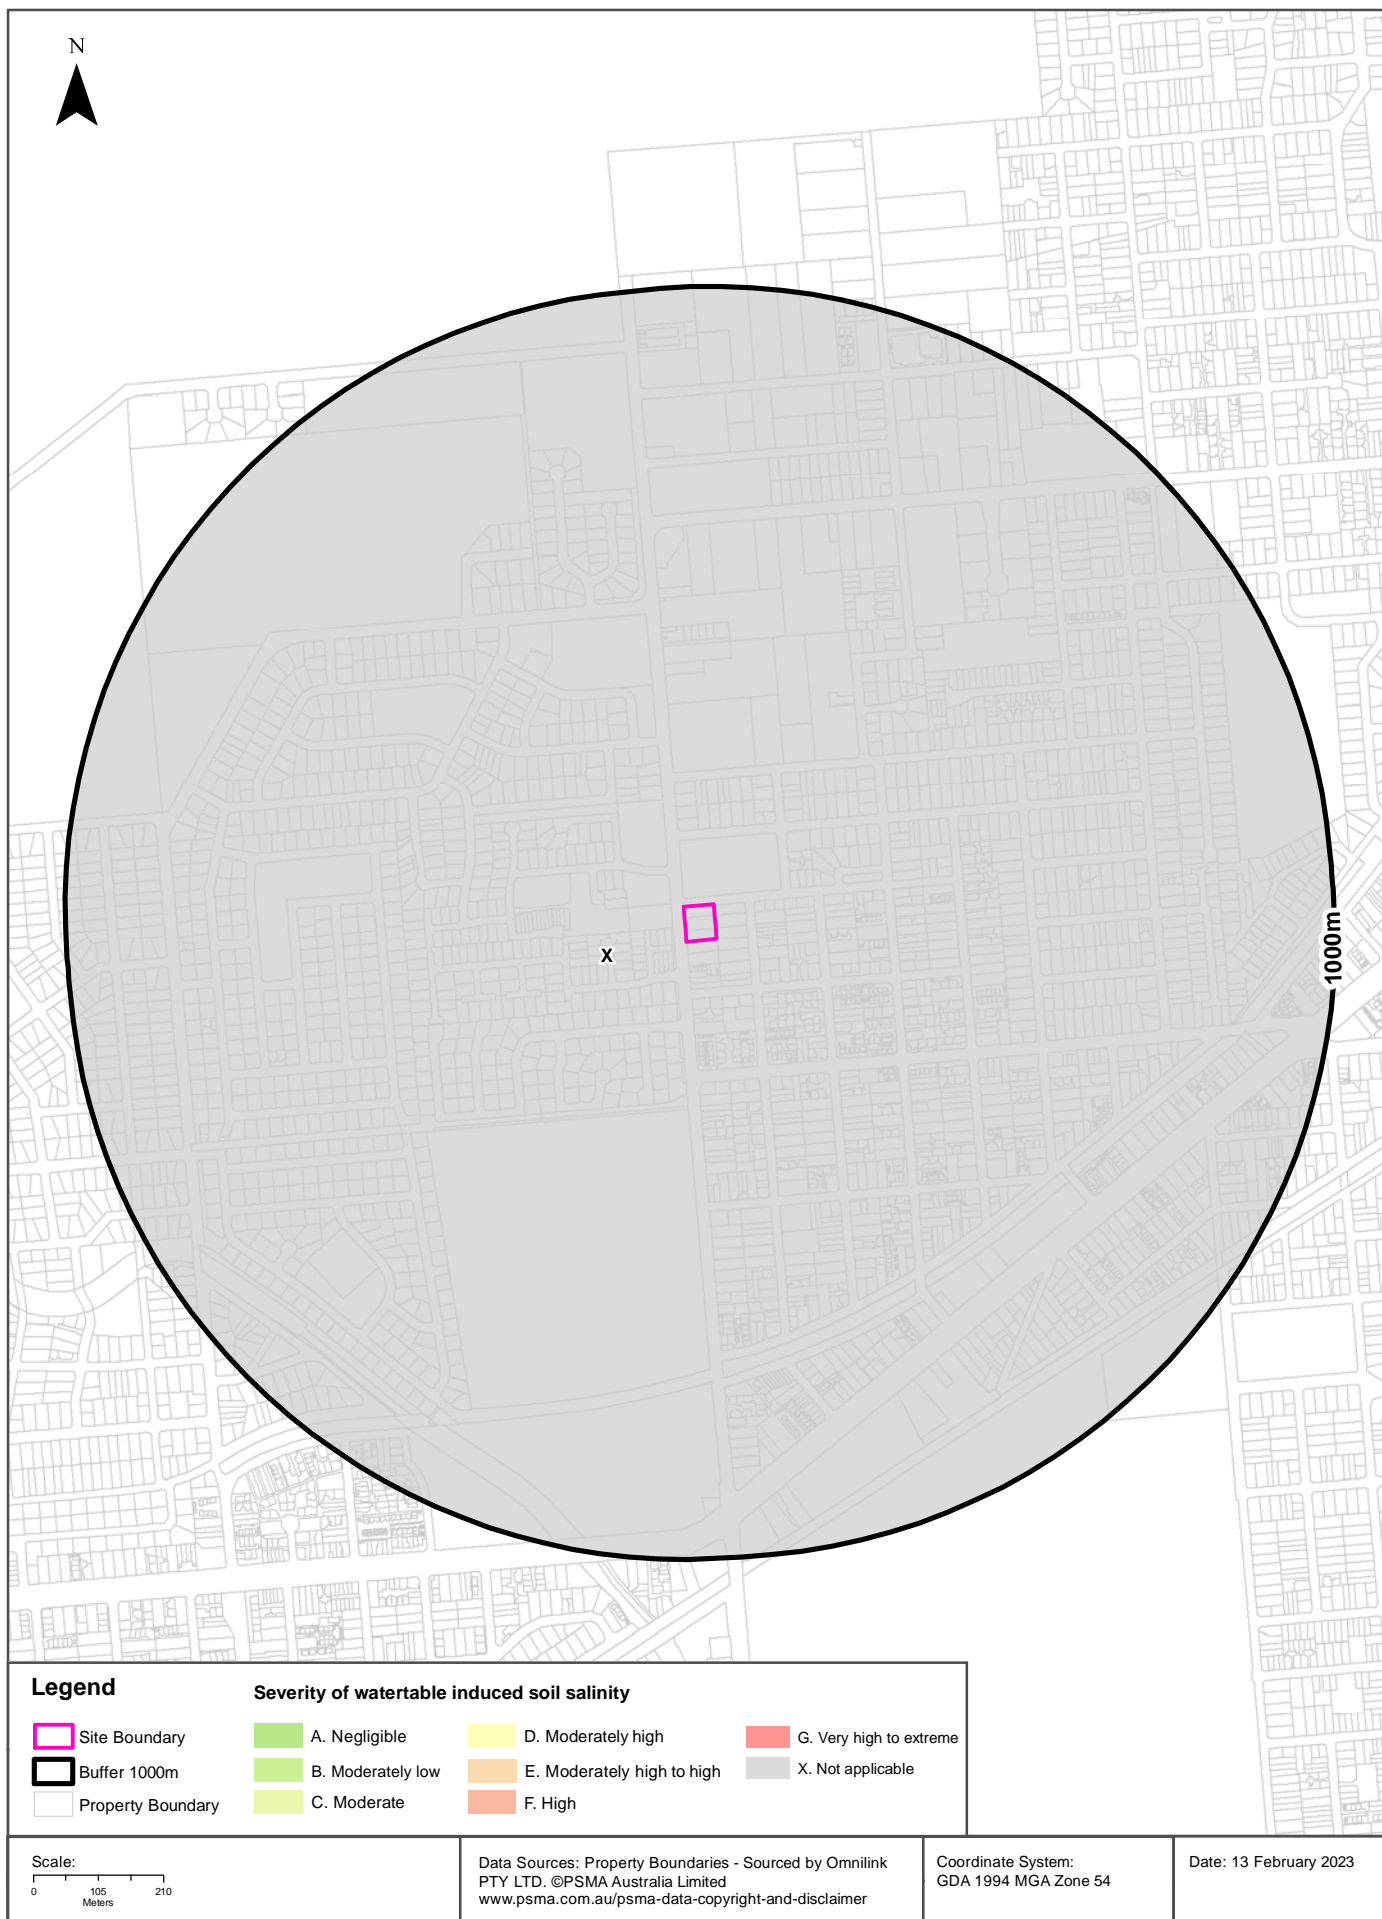 N
X
1000m
Legend
Severity of watertable induced soil salinity
Site Boundary
Buffer 1000m
Property Boundary
A. Negligible
B. Moderately low
C. Moderate
D. Moderately high
E. Moderately high to high
F. High
G. Very high to extreme
X. Not applicable
Scale:
0 105 210
Meters
Data Sources: Property Boundaries - Sourced by Omnilink
PTY LTD. ©PSMA Australia Limited
www.psma.com.au/psma-data-copyright-and-disclaimer
Coordinate System:
GDA 1994 MGA Zone 54
Date: 13 February 2023